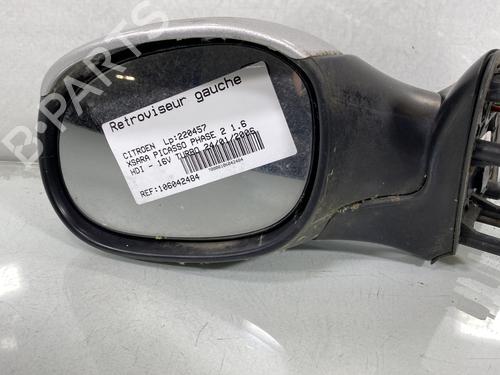 B-PARTS
Retroviseur gauche
CITROEN Lp:220457
XSARA PICASSO PHASE 2 1.6
HDI - 16V TURBO 24/01/2006
REF:106042484